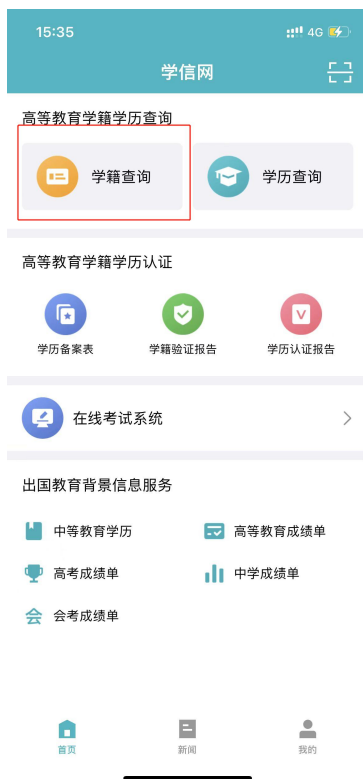 15:35 4G
学信网
高等教育学籍学历查询
学籍查询 学历查询
高等教育学籍学历认证
学历备案表 学籍验证报告 学历认证报告
在线考试系统
出国教育背景信息服务
中等教育学历 高等教育成绩单
高考成绩单 中学成绩单
会 会考成绩单
首页 新闻 我的